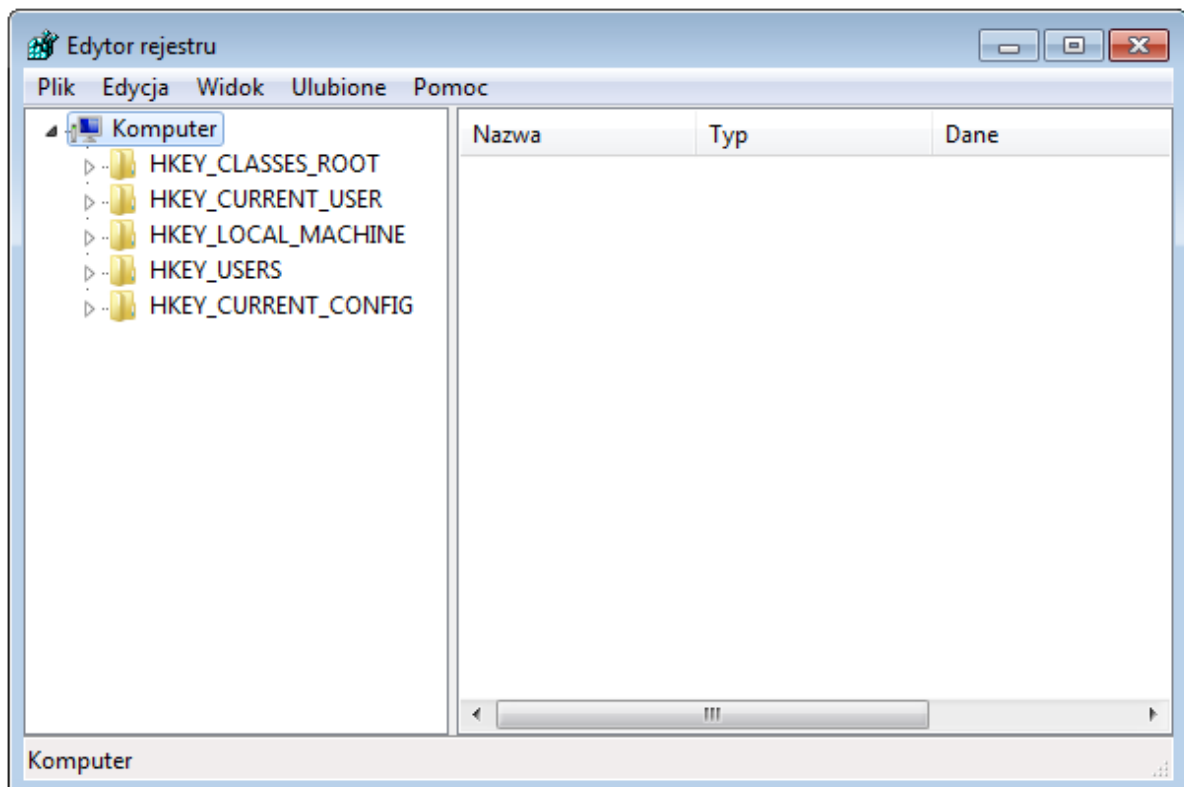 Edytor rejestru
Plik Edycja Widok Ulubione Pomoc
Komputer
HKEY_CLASSES_ROOT
HKEY_CURRENT_USER
HKEY_LOCAL_MACHINE
HKEY_USERS
HKEY_CURRENT_CONFIG
Nazwa Typ Dane
Komputer